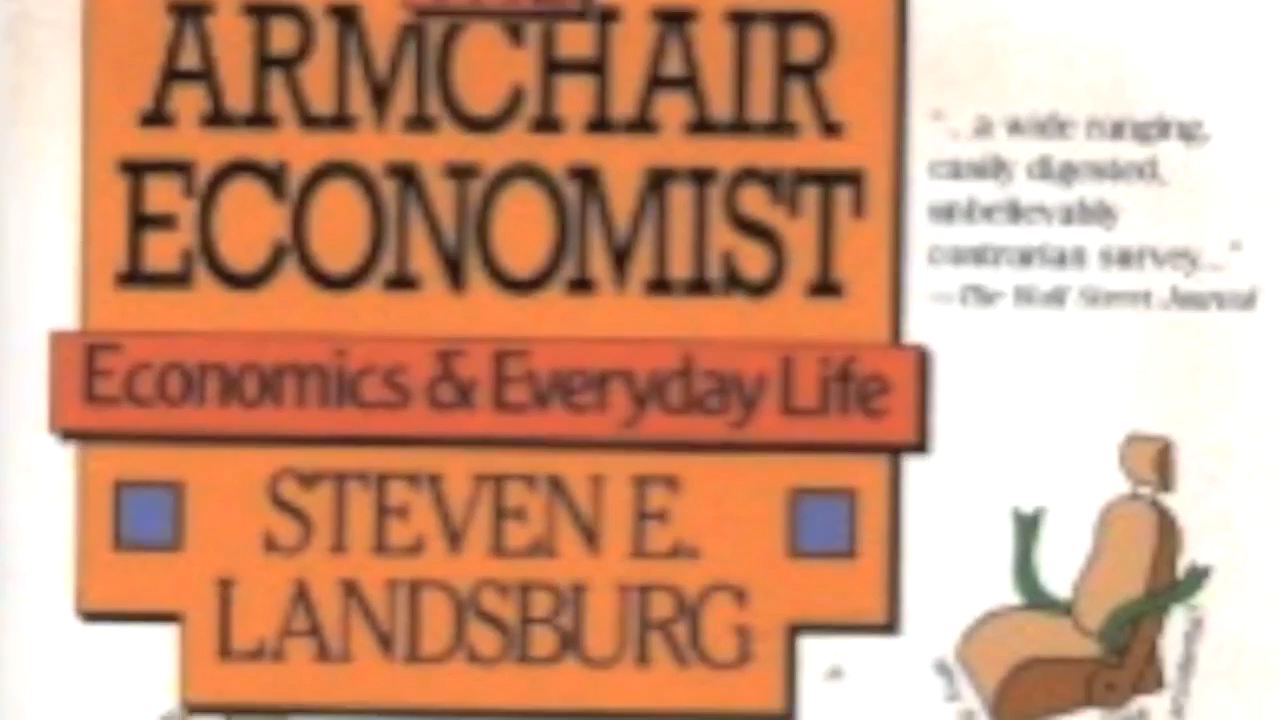 ARMCHAIR
ECONOMIST
Economics & Everyday Life
STEVEN E.
LANDSBURG
"...a wide ranging,
easily digested,
unbelievably
contrarian survey..."
—The Wall Street Journal